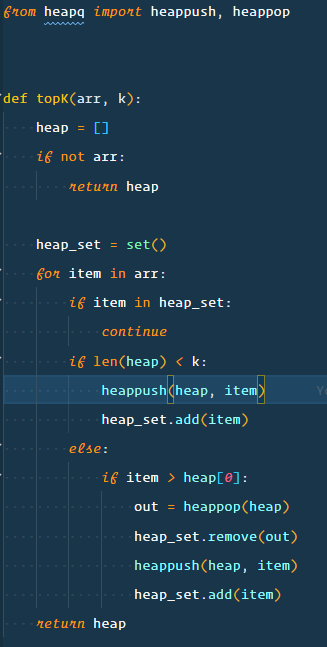 from heapq import heappush, heappop
def topK(arr, k):
    heap = []
    if not arr:
        return heap
    heap_set = set()
    for item in arr:
        if item in heap_set:
            continue
        if len(heap) < k:
            heappush(heap, item)
            heap_set.add(item)
        else:
            if item > heap[0]:
                out = heappop(heap)
                heap_set.remove(out)
                heappush(heap, item)
                heap_set.add(item)
    return heap